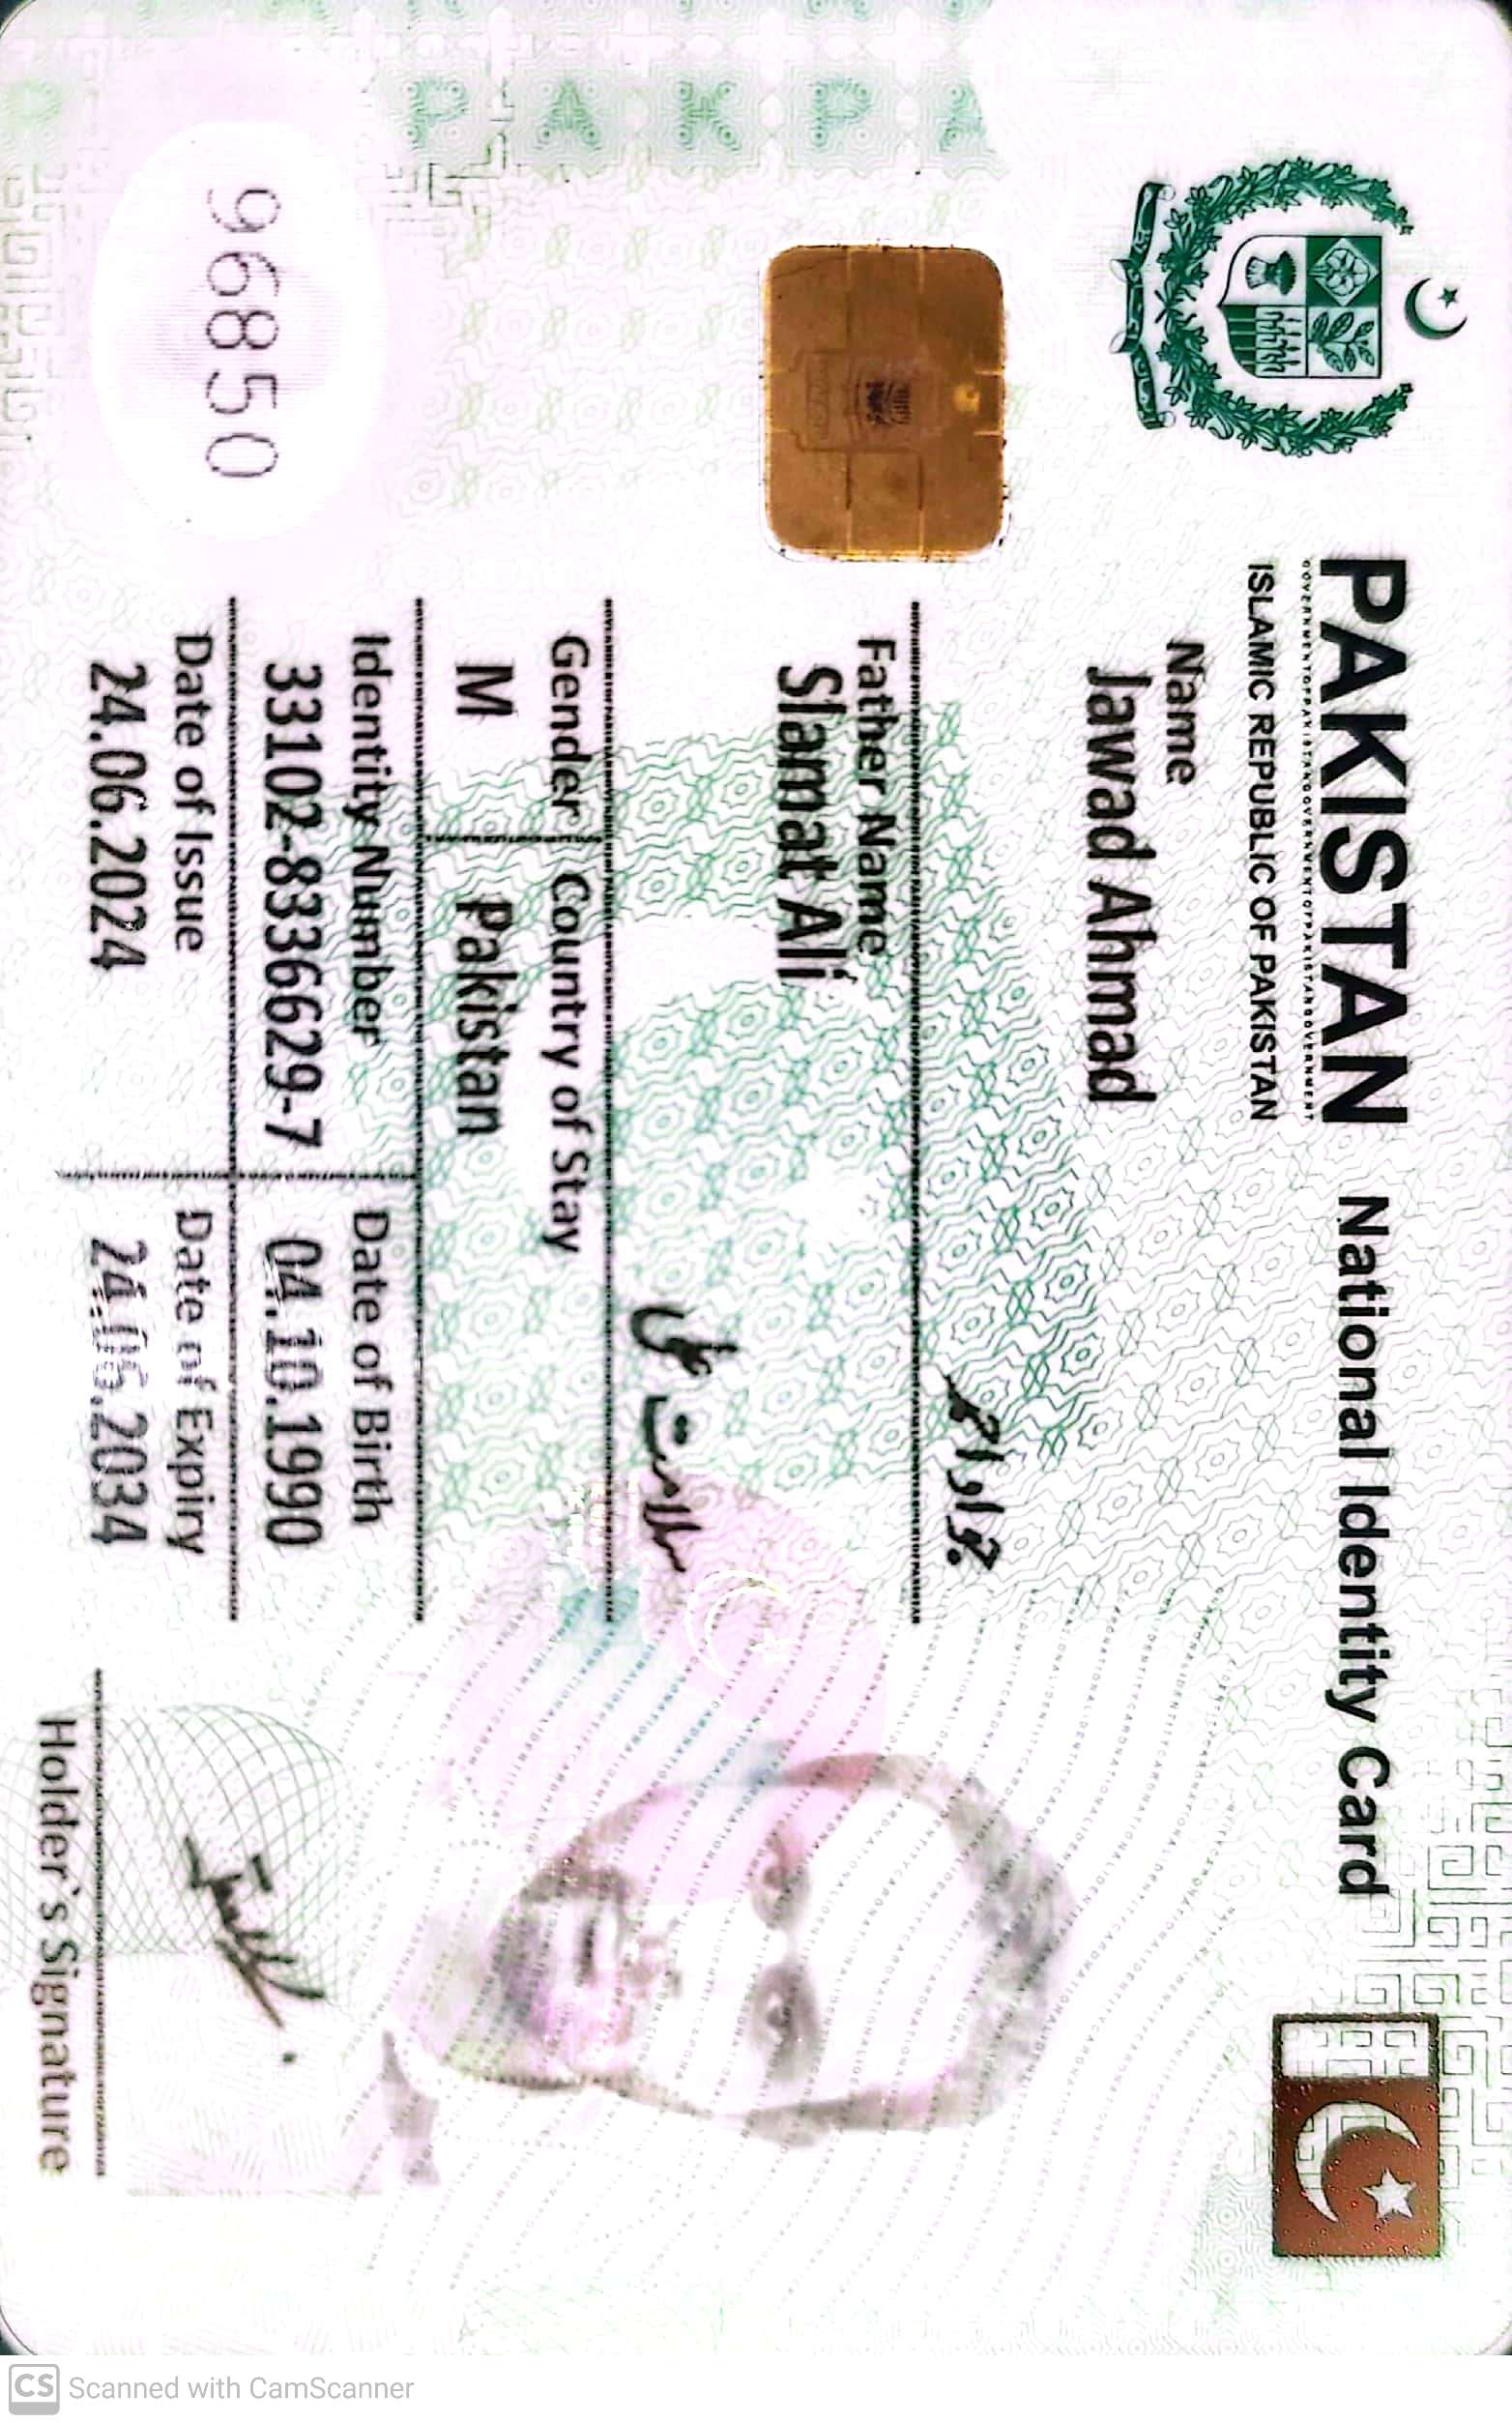 PAKISTAN National Identity Card
ISLAMIC REPUBLIC OF PAKISTAN
Name
Jawad Ahmad
جواد احمد
Father Name
Slamat Ali
سلامت علی
Gender Country of Stay
M Pakistan
Identity Number Date of Birth
33102-8336629-7 04.10.1990
Date of Issue Date of Expiry
24.06.2024 24.06.2034
96850
PAKPA
Holder`s Signature
CS Scanned with CamScanner